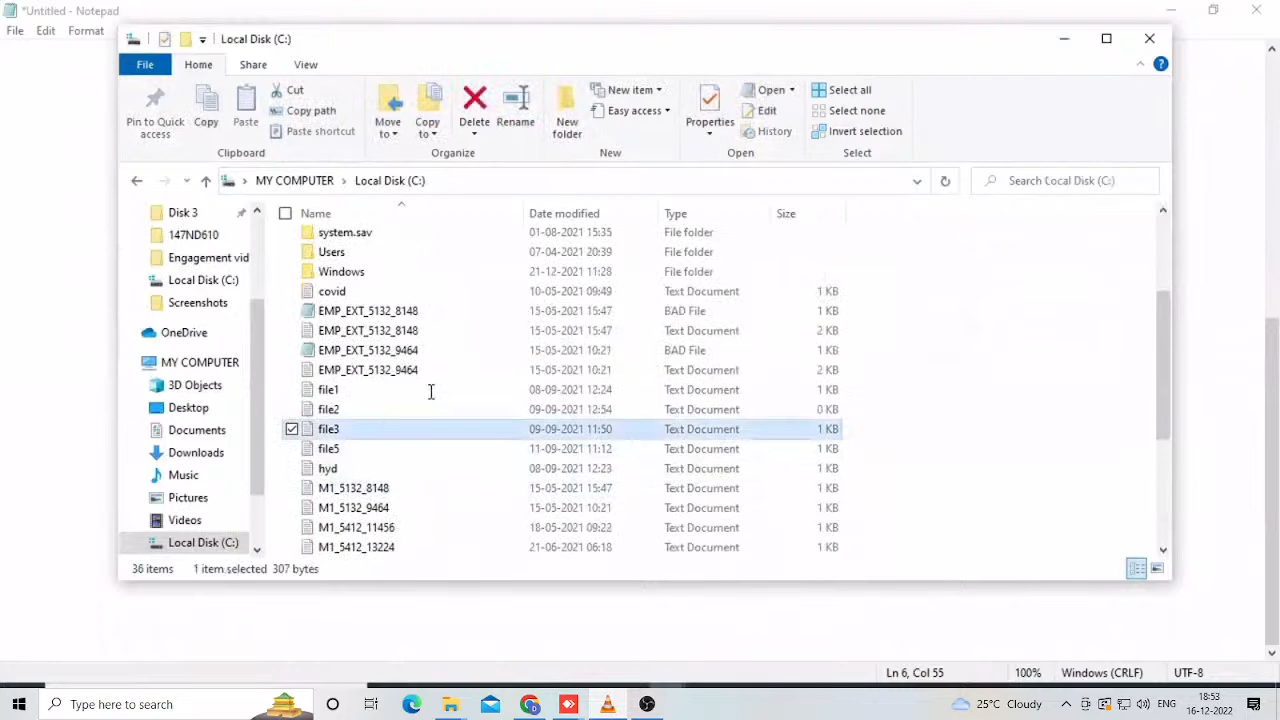 *Untitled - Notepad
File Edit Format
Local Disk (C:)
File Home Share View
Pin to Quick access
Copy
Paste
Cut
Copy path
Paste shortcut
Clipboard
Move to
Copy to
Delete
Rename
Organize
New folder
New item
Easy access
New
Properties
Open
Edit
History
Open
Select all
Select none
Invert selection
Select
MY COMPUTER > Local Disk (C:)
Search Local Disk (C:)
Disk 3
147ND610
Engagement vid
Local Disk (C:)
Screenshots
OneDrive
MY COMPUTER
3D Objects
Desktop
Documents
Downloads
Music
Pictures
Videos
Local Disk (C:)
Name Date modified Type Size
system.sav 01-08-2021 15:35 File folder
Users 07-04-2021 20:39 File folder
Windows 21-12-2021 11:28 File folder
covid 10-05-2021 09:49 Text Document 1 KB
EMP_EXT_5132_8148 15-05-2021 15:47 BAD File 1 KB
EMP_EXT_5132_8148 15-05-2021 15:47 Text Document 2 KB
EMP_EXT_5132_9464 15-05-2021 10:21 BAD File 1 KB
EMP_EXT_5132_9464 15-05-2021 10:21 Text Document 2 KB
file1 08-09-2021 12:24 Text Document 1 KB
file2 09-09-2021 12:54 Text Document 0 KB
file3 09-09-2021 11:50 Text Document 1 KB
file5 11-09-2021 11:12 Text Document 1 KB
hyd 08-09-2021 12:23 Text Document 1 KB
M1_5132_8148 15-05-2021 15:47 Text Document 1 KB
M1_5132_9464 15-05-2021 10:21 Text Document 1 KB
M1_5412_11456 18-05-2021 09:22 Text Document 1 KB
M1_5412_13224 21-06-2021 06:18 Text Document 1 KB
36 items 1 item selected 307 bytes
Ln 6, Col 55 100% Windows (CRLF) UTF-8
Type here to search
25°C Cloudy
ENG
18:53
16-12-2022